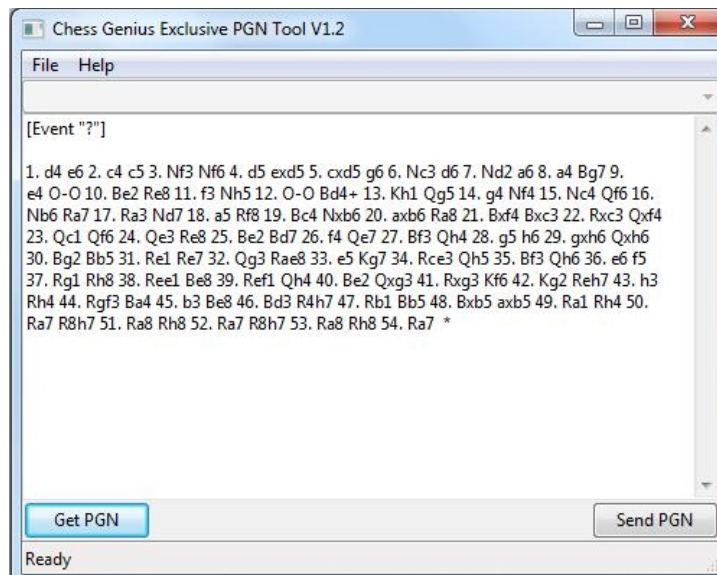 Chess Genius Exclusive PGN Tool V1.2
File Help
[Event "?"]
1. d4 e6 2. c4 c5 3. Nf3 Nf6 4. d5 exd5 5. cxd5 g6 6. Nc3 d6 7. Nd2 a6 8. a4 Bg7 9.
e4 O-O 10. Be2 Re8 11. f3 Nh5 12. O-O Bd4+ 13. Kh1 Qg5 14. g4 Nf4 15. Nc4 Qf6 16.
Nb6 Ra7 17. Ra3 Nd7 18. a5 Rf8 19. Bc4 Nxb6 20. axb6 Ra8 21. Bxf4 Bxc3 22. Rxc3 Qxf4
23. Qc1 Qf6 24. Qe3 Re8 25. Be2 Bd7 26. f4 Qe7 27. Bf3 Qh4 28. g5 h6 29. gxh6 Qxh6
30. Bg2 Bb5 31. Re1 Re7 32. Qg3 Rae8 33. e5 Kg7 34. Rce3 Qh5 35. Bf3 Qh6 36. e6 f5
37. Rg1 Rh8 38. Ree1 Be8 39. Ref1 Qh4 40. Be2 Qxg3 41. Rxg3 Kf6 42. Kg2 Reh7 43. h3
Rh4 44. Rgf3 Ba4 45. b3 Be8 46. Bd3 R4h7 47. Rb1 Bb5 48. Bxb5 axb5 49. Ra1 Rh4 50.
Ra7 R8h7 51. Ra8 Rh8 52. Ra7 R8h7 53. Ra8 Rh8 54. Ra7 *
Get PGN Send PGN
Ready